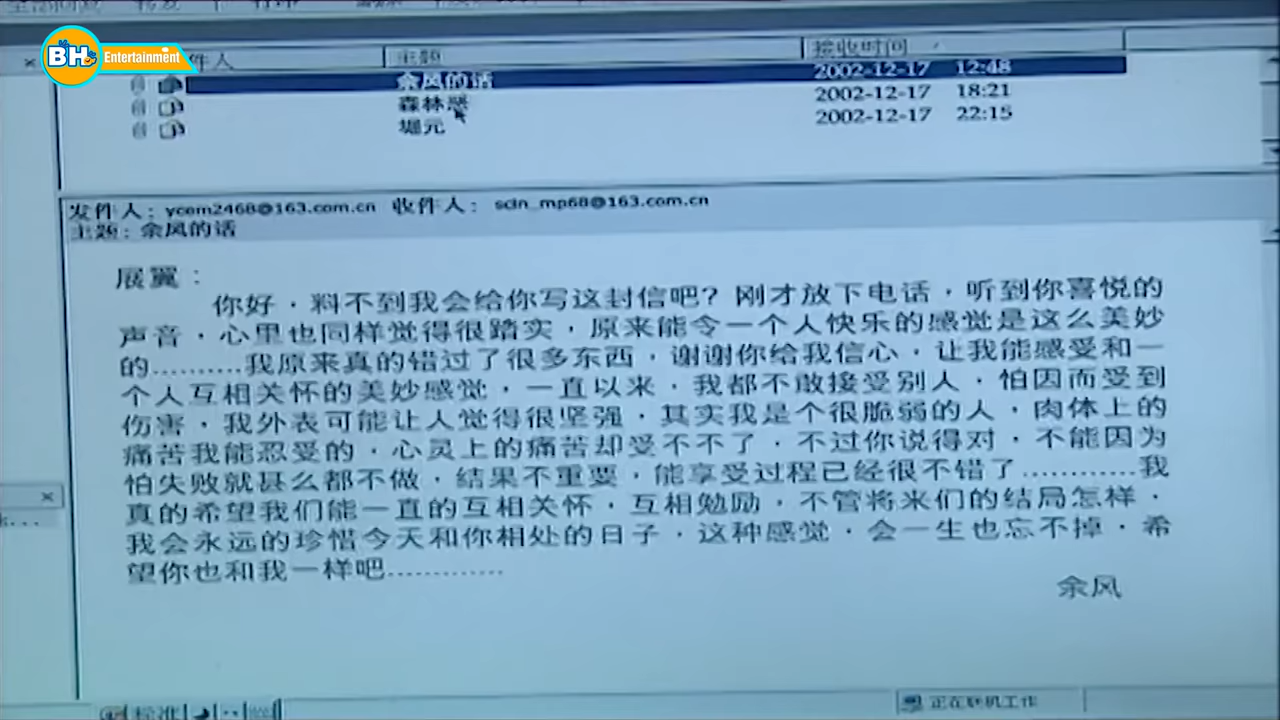 BH
Entertainment
件人 主题 接收时间
余风的话 2002-12-17 12:48
森林 2002-12-17 18:21
堀元 2002-12-17 22:15
发件人: ycom2468@163.com.cn 收件人: scin_mp68@163.com.cn
主题: 余风的话
展翼:
你好，料不到我会给你写这封信吧？刚才放下电话，听到你喜悦的
声音，心里也同样觉得很踏实，原来能令一个人快乐的感觉是这么美妙
的..........我原来真的错过了很多东西，谢谢你给我信心，让我能感受和一
个人互相关怀的美妙感觉，一直以来，我都不敢接受别人，怕因而受到
伤害，我外表可能让人觉得很坚强，其实我是个很脆弱的人，肉体上的
痛苦我能忍受的，心灵上的痛苦却受不不了，不过你说得对，不能因为
怕失败就甚么都不做，结果不重要，能享受过程已经很不错了............我
真的希望我们能一直的互相关怀，互相勉励，不管将来们的结局怎样，
我会永远的珍惜今天和你相处的日子，这种感觉，会一生也忘不掉，希
望你也和我一样吧.............
余风
正在联机工作
标准